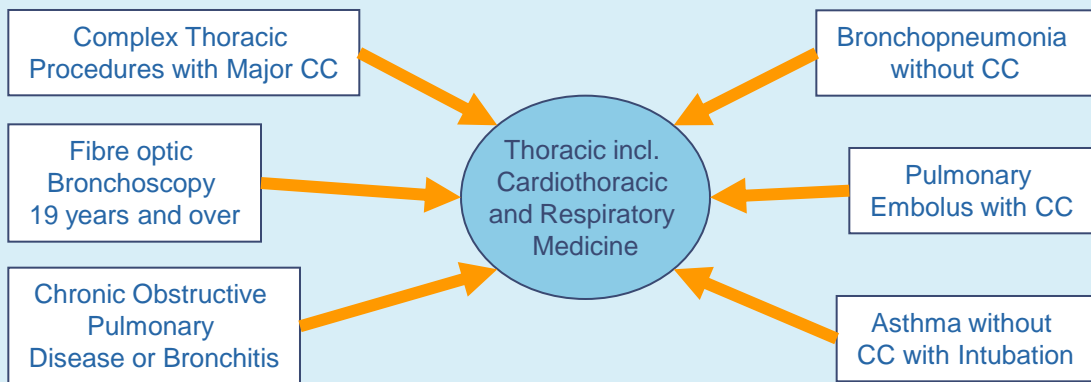 Complex Thoracic
Procedures with Major CC
Fibre optic
Bronchoscopy
19 years and over
Chronic Obstructive
Pulmonary
Disease or Bronchitis
Thoracic incl.
Cardiothoracic
and Respiratory
Medicine
Bronchopneumonia
without CC
Pulmonary
Embolus with CC
Asthma without
CC with Intubation